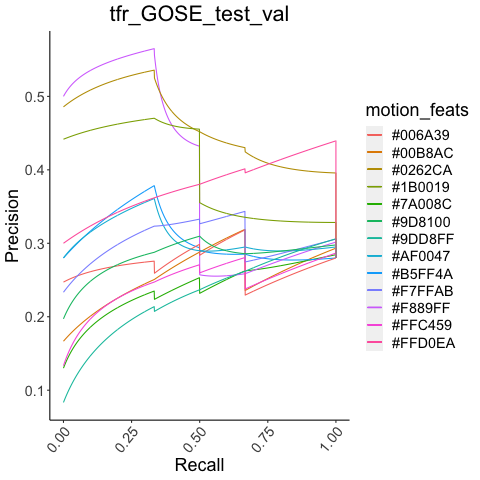 tfr_GOSE_test_val
Precision
0.5
0.4
0.3
0.2
0.1
0.00
0.25
0.50
0.75
1.00
Recall
motion_feats
#006A39
#00B8AC
#0262CA
#1B0019
#7A008C
#9D8100
#9DD8FF
#AF0047
#B5FF4A
#F7FFAB
#F889FF
#FFC459
#FFD0EA